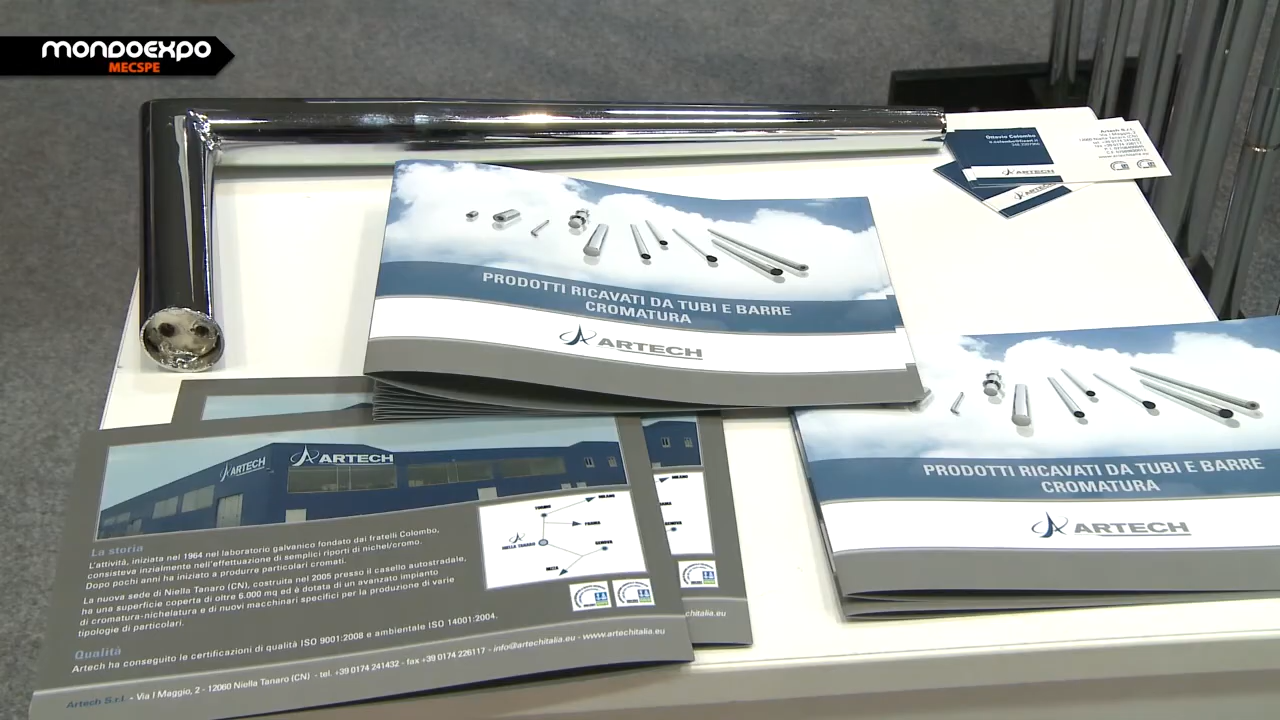 MONDOEXPO
MECSPE
Ottavio Colombo
ARTECH
Artech S.r.l.
ARTECH
PRODOTTI RICAVATI DA TUBI E BARRE
CROMATURA
ARTECH
PRODOTTI RICAVATI DA TUBI E BARRE
CROMATURA
ARTECH
ARTECH
ARTECH
TORINO
MILANO
PARMA
NIELLA TANARO
GENOVA
NIZZA
La storia
L'attività, iniziata nel 1964 nel laboratorio galvanico fondato dai fratelli Colombo,
consisteva inizialmente nell'effettuazione di semplici riporti di nichel/cromo.
Dopo pochi anni ha iniziato a produrre particolari cromati.
La nuova sede di Niella Tanaro (CN), costruita nel 2005 presso il casello autostradale,
ha una superficie coperta di oltre 6.000 mq ed è dotata di un avanzato impianto
di cromatura-nichelatura e di nuovi macchinari specifici per la produzione di varie
tipologie di particolari.
Qualità
Artech ha conseguito le certificazioni di qualità ISO 9001:2008 e ambientale ISO 14001:2004.
Artech S.r.l. - Via I Maggio, 2 - 12060 Niella Tanaro (CN) - tel. +39 0174 241432 - fax +39 0174 226117 - info@artechitalia.eu - www.artechitalia.eu
MILANO
GENOVA